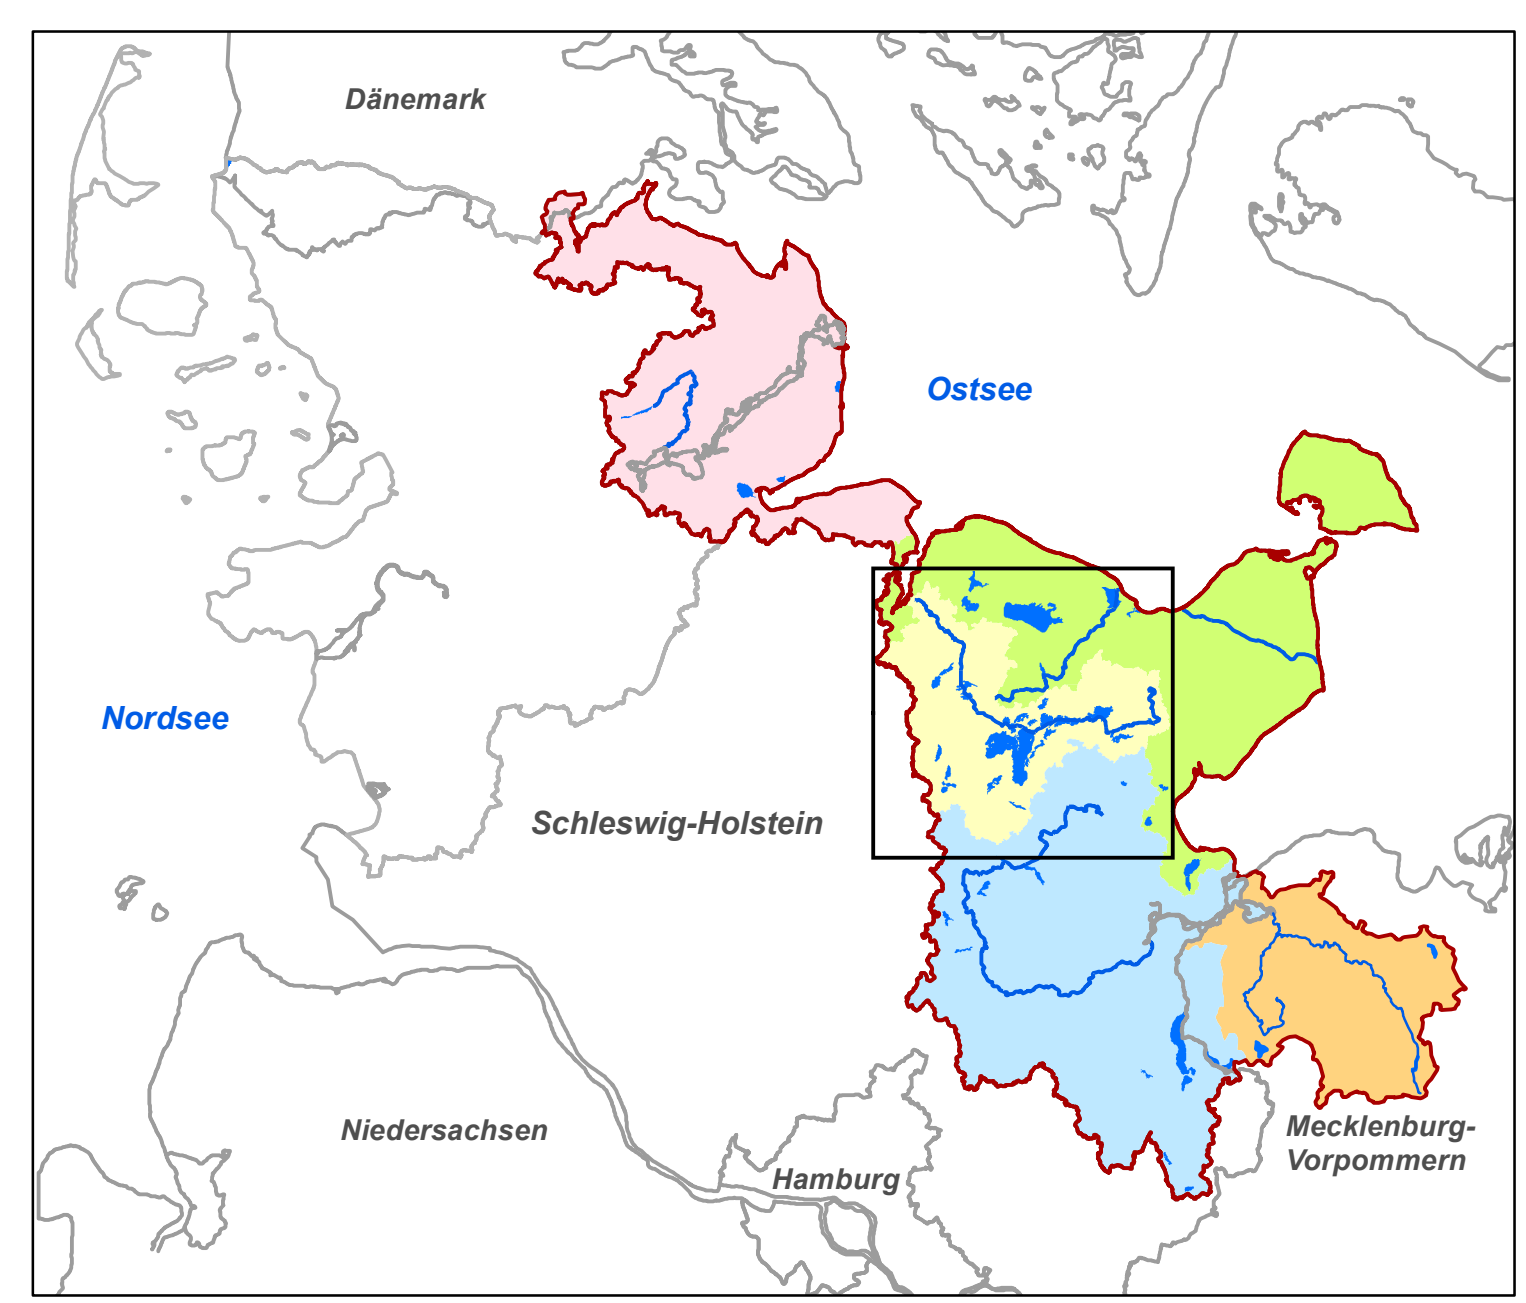 Dänemark
Ostsee
Nordsee
Schleswig-Holstein
Niedersachsen
Mecklenburg-
Vorpommern
Hamburg